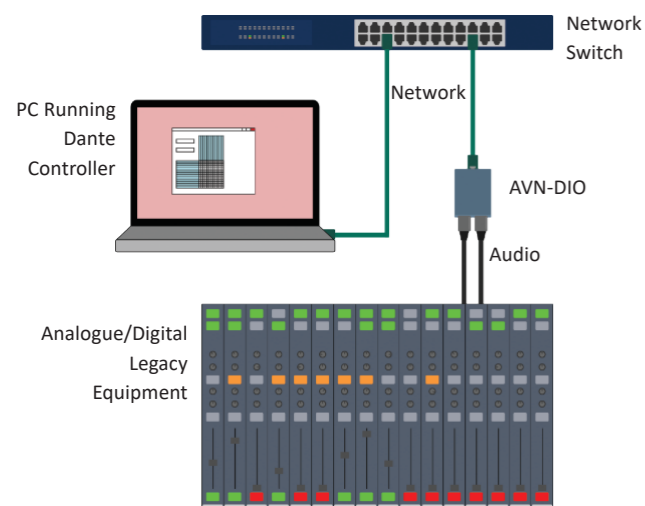 Network
Switch
Network
PC Running
Dante
Controller
AVN-DIO
Audio
Analogue/Digital
Legacy
Equipment